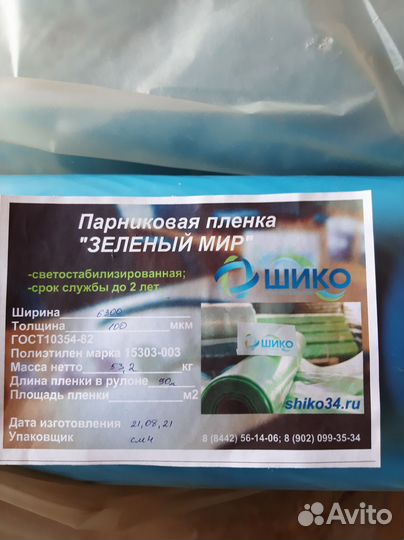 Парниковая пленка
"ЗЕЛЕНЫЙ МИР"
-светостабилизированная;
-срок службы до 2 лет
ШИКО
Ширина 6300
Толщина 100 мкм
ГОСТ10354-82
Полиэтилен марка 15303-003
Масса нетто 53,2 кг
Длина пленки в рулоне 90м
Площадь пленки м2
ШИКО
shiko34.ru
Дата изготовления 21,08,21
Упаковщик см4
8 (8442) 56-14-06; 8 (902) 099-35-34
Avito